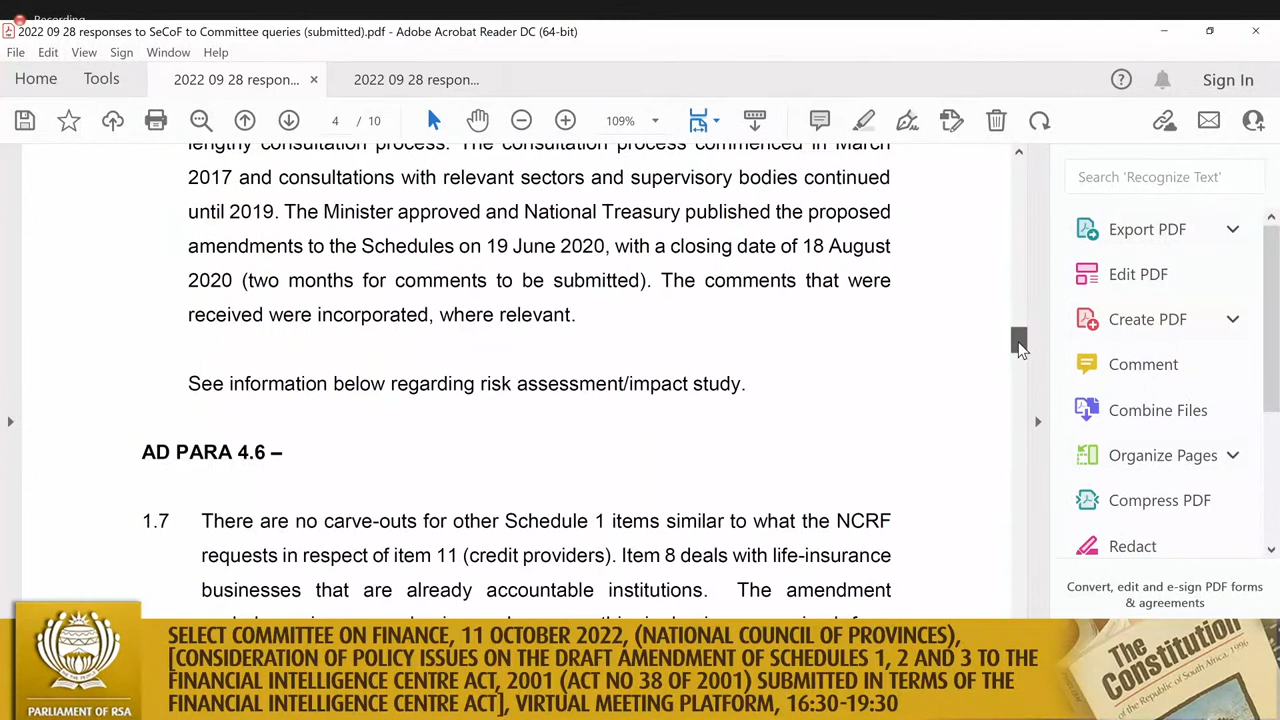 Recording
2022 09 28 responses to SeCoF to Committee queries (submitted).pdf - Adobe Acrobat Reader DC (64-bit)
File Edit View Sign Window Help
Home Tools 2022 09 28 respon... × 2022 09 28 respon... Sign In
4 / 10 109%
lengthy consultation process. The consultation process commenced in March
2017 and consultations with relevant sectors and supervisory bodies continued
until 2019. The Minister approved and National Treasury published the proposed
amendments to the Schedules on 19 June 2020, with a closing date of 18 August
2020 (two months for comments to be submitted). The comments that were
received were incorporated, where relevant.
See information below regarding risk assessment/impact study.
AD PARA 4.6 –
1.7 There are no carve-outs for other Schedule 1 items similar to what the NCRF
requests in respect of item 11 (credit providers). Item 8 deals with life-insurance
businesses that are already accountable institutions. The amendment
Search 'Recognize Text'
Export PDF
Edit PDF
Create PDF
Comment
Combine Files
Organize Pages
Compress PDF
Redact
Convert, edit and e-sign PDF forms
& agreements
PARLIAMENT OF RSA
SELECT COMMITTEE ON FINANCE, 11 OCTOBER 2022, (NATIONAL COUNCIL OF PROVINCES),
[CONSIDERATION OF POLICY ISSUES ON THE DRAFT AMENDMENT OF SCHEDULES 1, 2 AND 3 TO THE
FINANCIAL INTELLIGENCE CENTRE ACT, 2001 (ACT NO 38 OF 2001) SUBMITTED IN TERMS OF THE
FINANCIAL INTELLIGENCE CENTRE ACT], VIRTUAL MEETING PLATFORM, 16:30-19:30
The
Constitution
of the Republic of South Africa, 1996